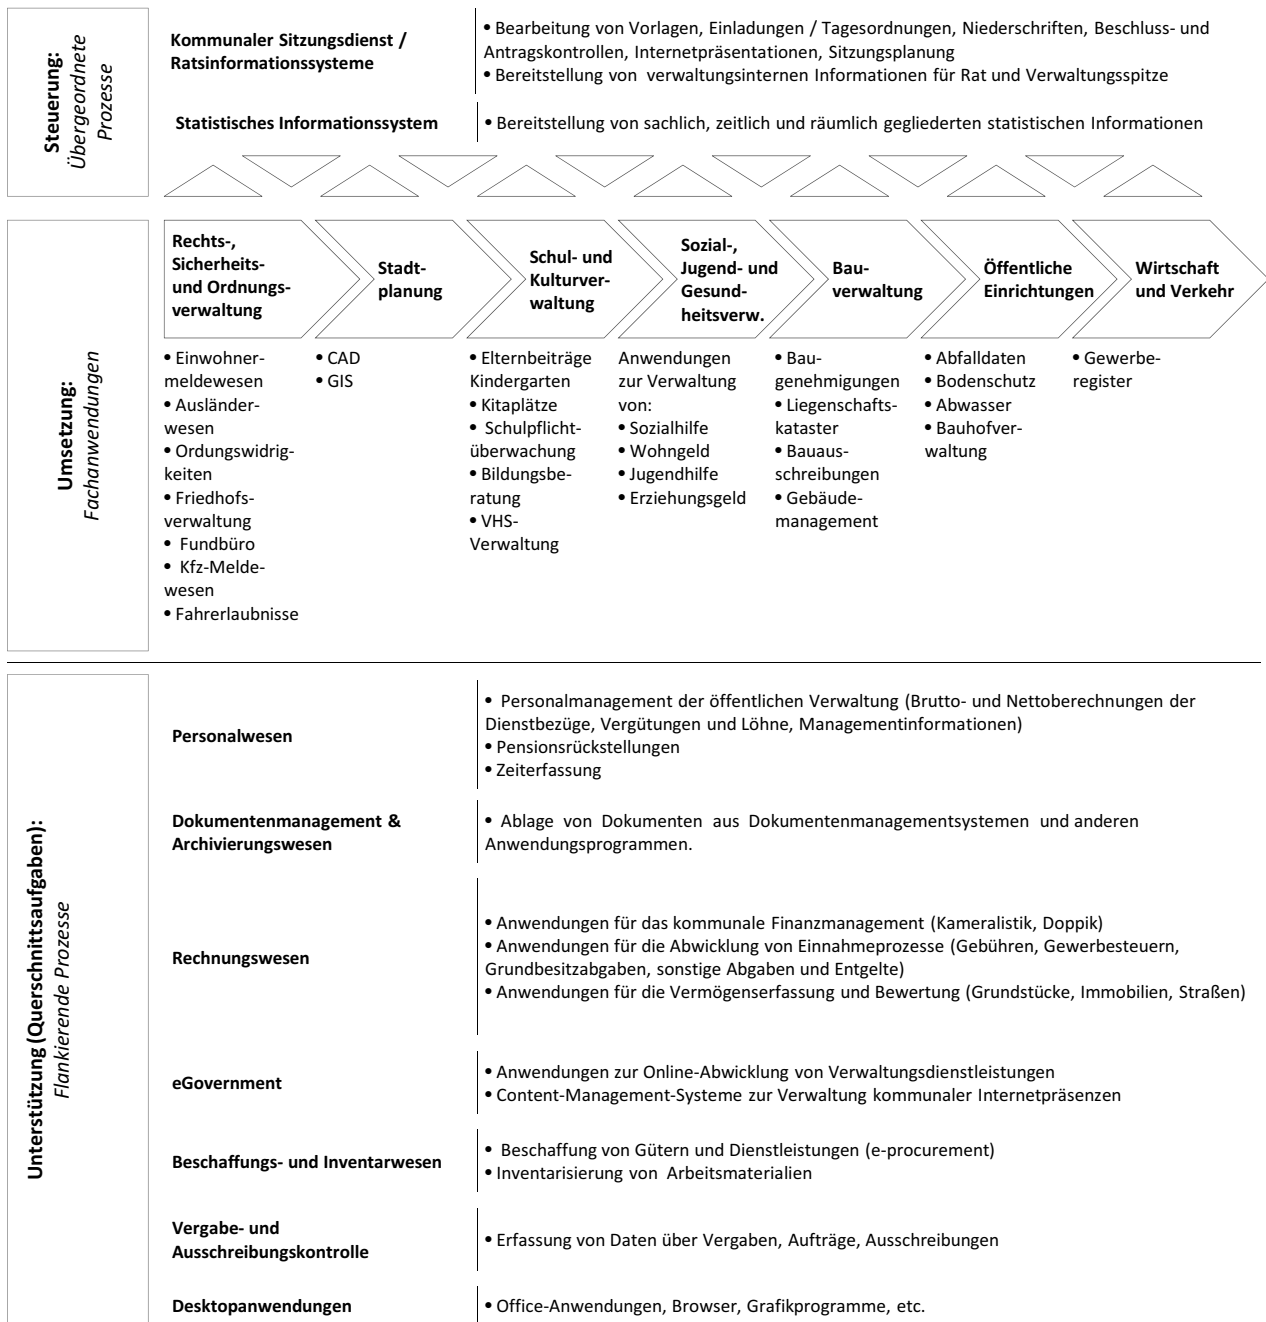 Steuerung:
Übergeordnete
Prozesse
Kommunaler Sitzungsdienst /
Ratsinformationssysteme
• Bearbeitung von Vorlagen, Einladungen / Tagesordnungen, Niederschriften, Beschluss- und
Antragskontrollen, Internetpräsentationen, Sitzungsplanung
• Bereitstellung von verwaltungsinternen Informationen für Rat und Verwaltungsspitze
Statistisches Informationssystem
• Bereitstellung von sachlich, zeitlich und räumlich gegliederten statistischen Informationen
Umsetzung:
Fachanwendungen
Rechts-,
Sicherheits-
und Ordnungs-
verwaltung
Stadt-
planung
Schul- und
Kulturver-
waltung
Sozial-,
Jugend- und
Gesund-
heitsverw.
Bau-
verwaltung
Öffentliche
Einrichtungen
Wirtschaft
und Verkehr
• Einwohner-
meldewesen
• Ausländer-
wesen
• Ordungswidrig-
keiten
• Friedhofs-
verwaltung
• Fundbüro
• Kfz-Melde-
wesen
• Fahrerlaubnisse
• CAD
• GIS
• Elternbeiträge
Kindergarten
• Kitaplätze
• Schulpflicht-
überwachung
• Bildungsbe-
ratung
• VHS-
Verwaltung
Anwendungen
zur Verwaltung
von:
• Sozialhilfe
• Wohngeld
• Jugendhilfe
• Erziehungsgeld
• Bau-
genehmigungen
• Liegenschafts-
kataster
• Bauaus-
schreibungen
• Gebäude-
management
• Abfalldaten
• Bodenschutz
• Abwasser
• Bauhofver-
waltung
• Gewerbe-
register
Unterstützung (Querschnittsaufgaben):
Flankierende Prozesse
Personalwesen
• Personalmanagement der öffentlichen Verwaltung (Brutto- und Nettoberechnungen der
Dienstbezüge, Vergütungen und Löhne, Managementinformationen)
• Pensionsrückstellungen
• Zeiterfassung
Dokumentenmanagement &
Archivierungswesen
• Ablage von Dokumenten aus Dokumentenmanagementsystemen und anderen
Anwendungsprogrammen.
Rechnungswesen
• Anwendungen für das kommunale Finanzmanagement (Kameralistik, Doppik)
• Anwendungen für die Abwicklung von Einnahmeprozesse (Gebühren, Gewerbesteuern,
Grundbesitzabgaben, sonstige Abgaben und Entgelte)
• Anwendungen für die Vermögenserfassung und Bewertung (Grundstücke, Immobilien, Straßen)
eGovernment
• Anwendungen zur Online-Abwicklung von Verwaltungsdienstleistungen
• Content-Management-Systeme zur Verwaltung kommunaler Internetpräsenzen
Beschaffungs- und Inventarwesen
• Beschaffung von Gütern und Dienstleistungen (e-procurement)
• Inventarisierung von Arbeitsmaterialien
Vergabe- und
Ausschreibungskontrolle
• Erfassung von Daten über Vergaben, Aufträge, Ausschreibungen
Desktopanwendungen
• Office-Anwendungen, Browser, Grafikprogramme, etc.